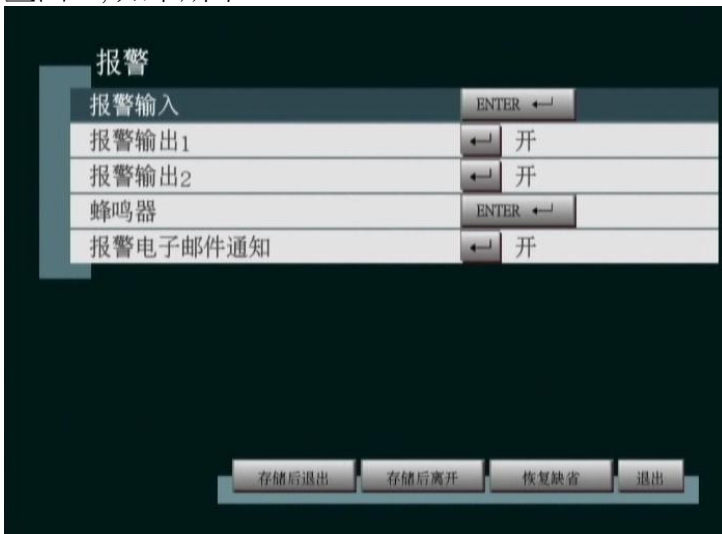 报警
报警输入 ENTER
报警输出1 开
报警输出2 开
蜂鸣器 ENTER
报警电子邮件通知 开
存储后退出 存储后离开 恢复缺省 退出